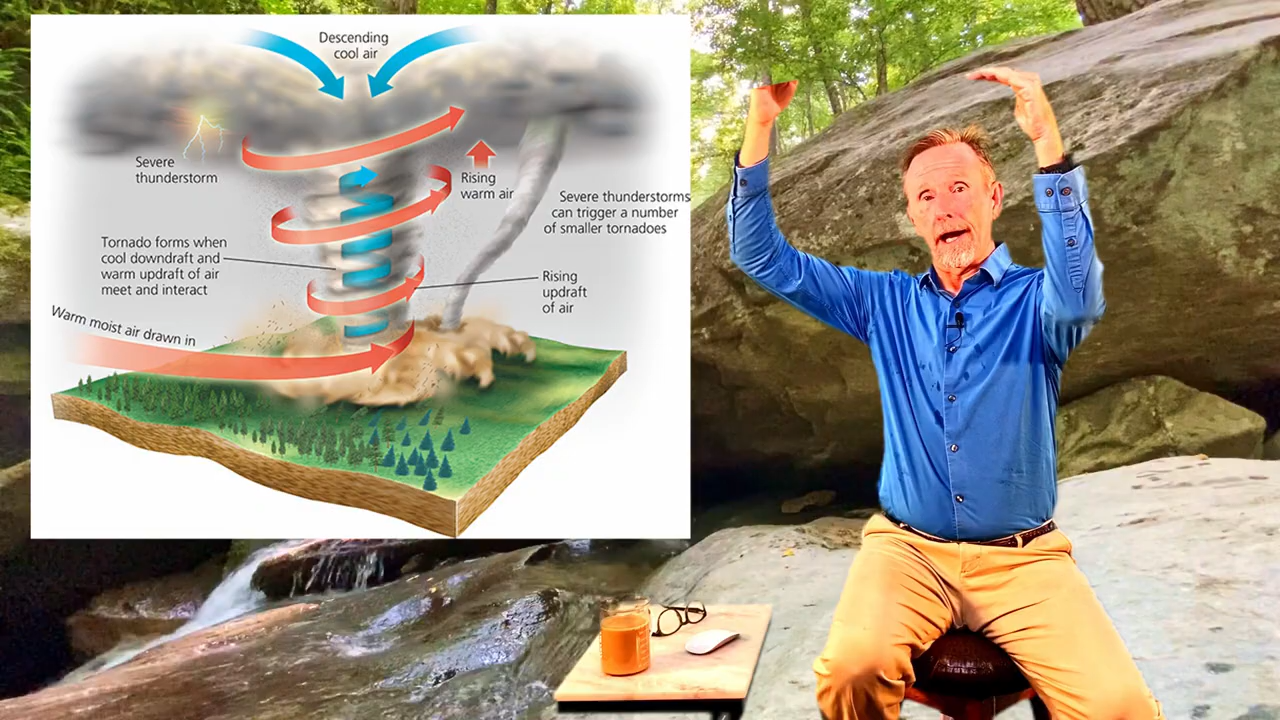 Descending
cool air
Severe
thunderstorm
Rising
warm air
Severe thunderstorms
can trigger a number
of smaller tornadoes
Tornado forms when
cool downdraft and
warm updraft of air
meet and interact
Rising
updraft
of air
Warm moist air drawn in